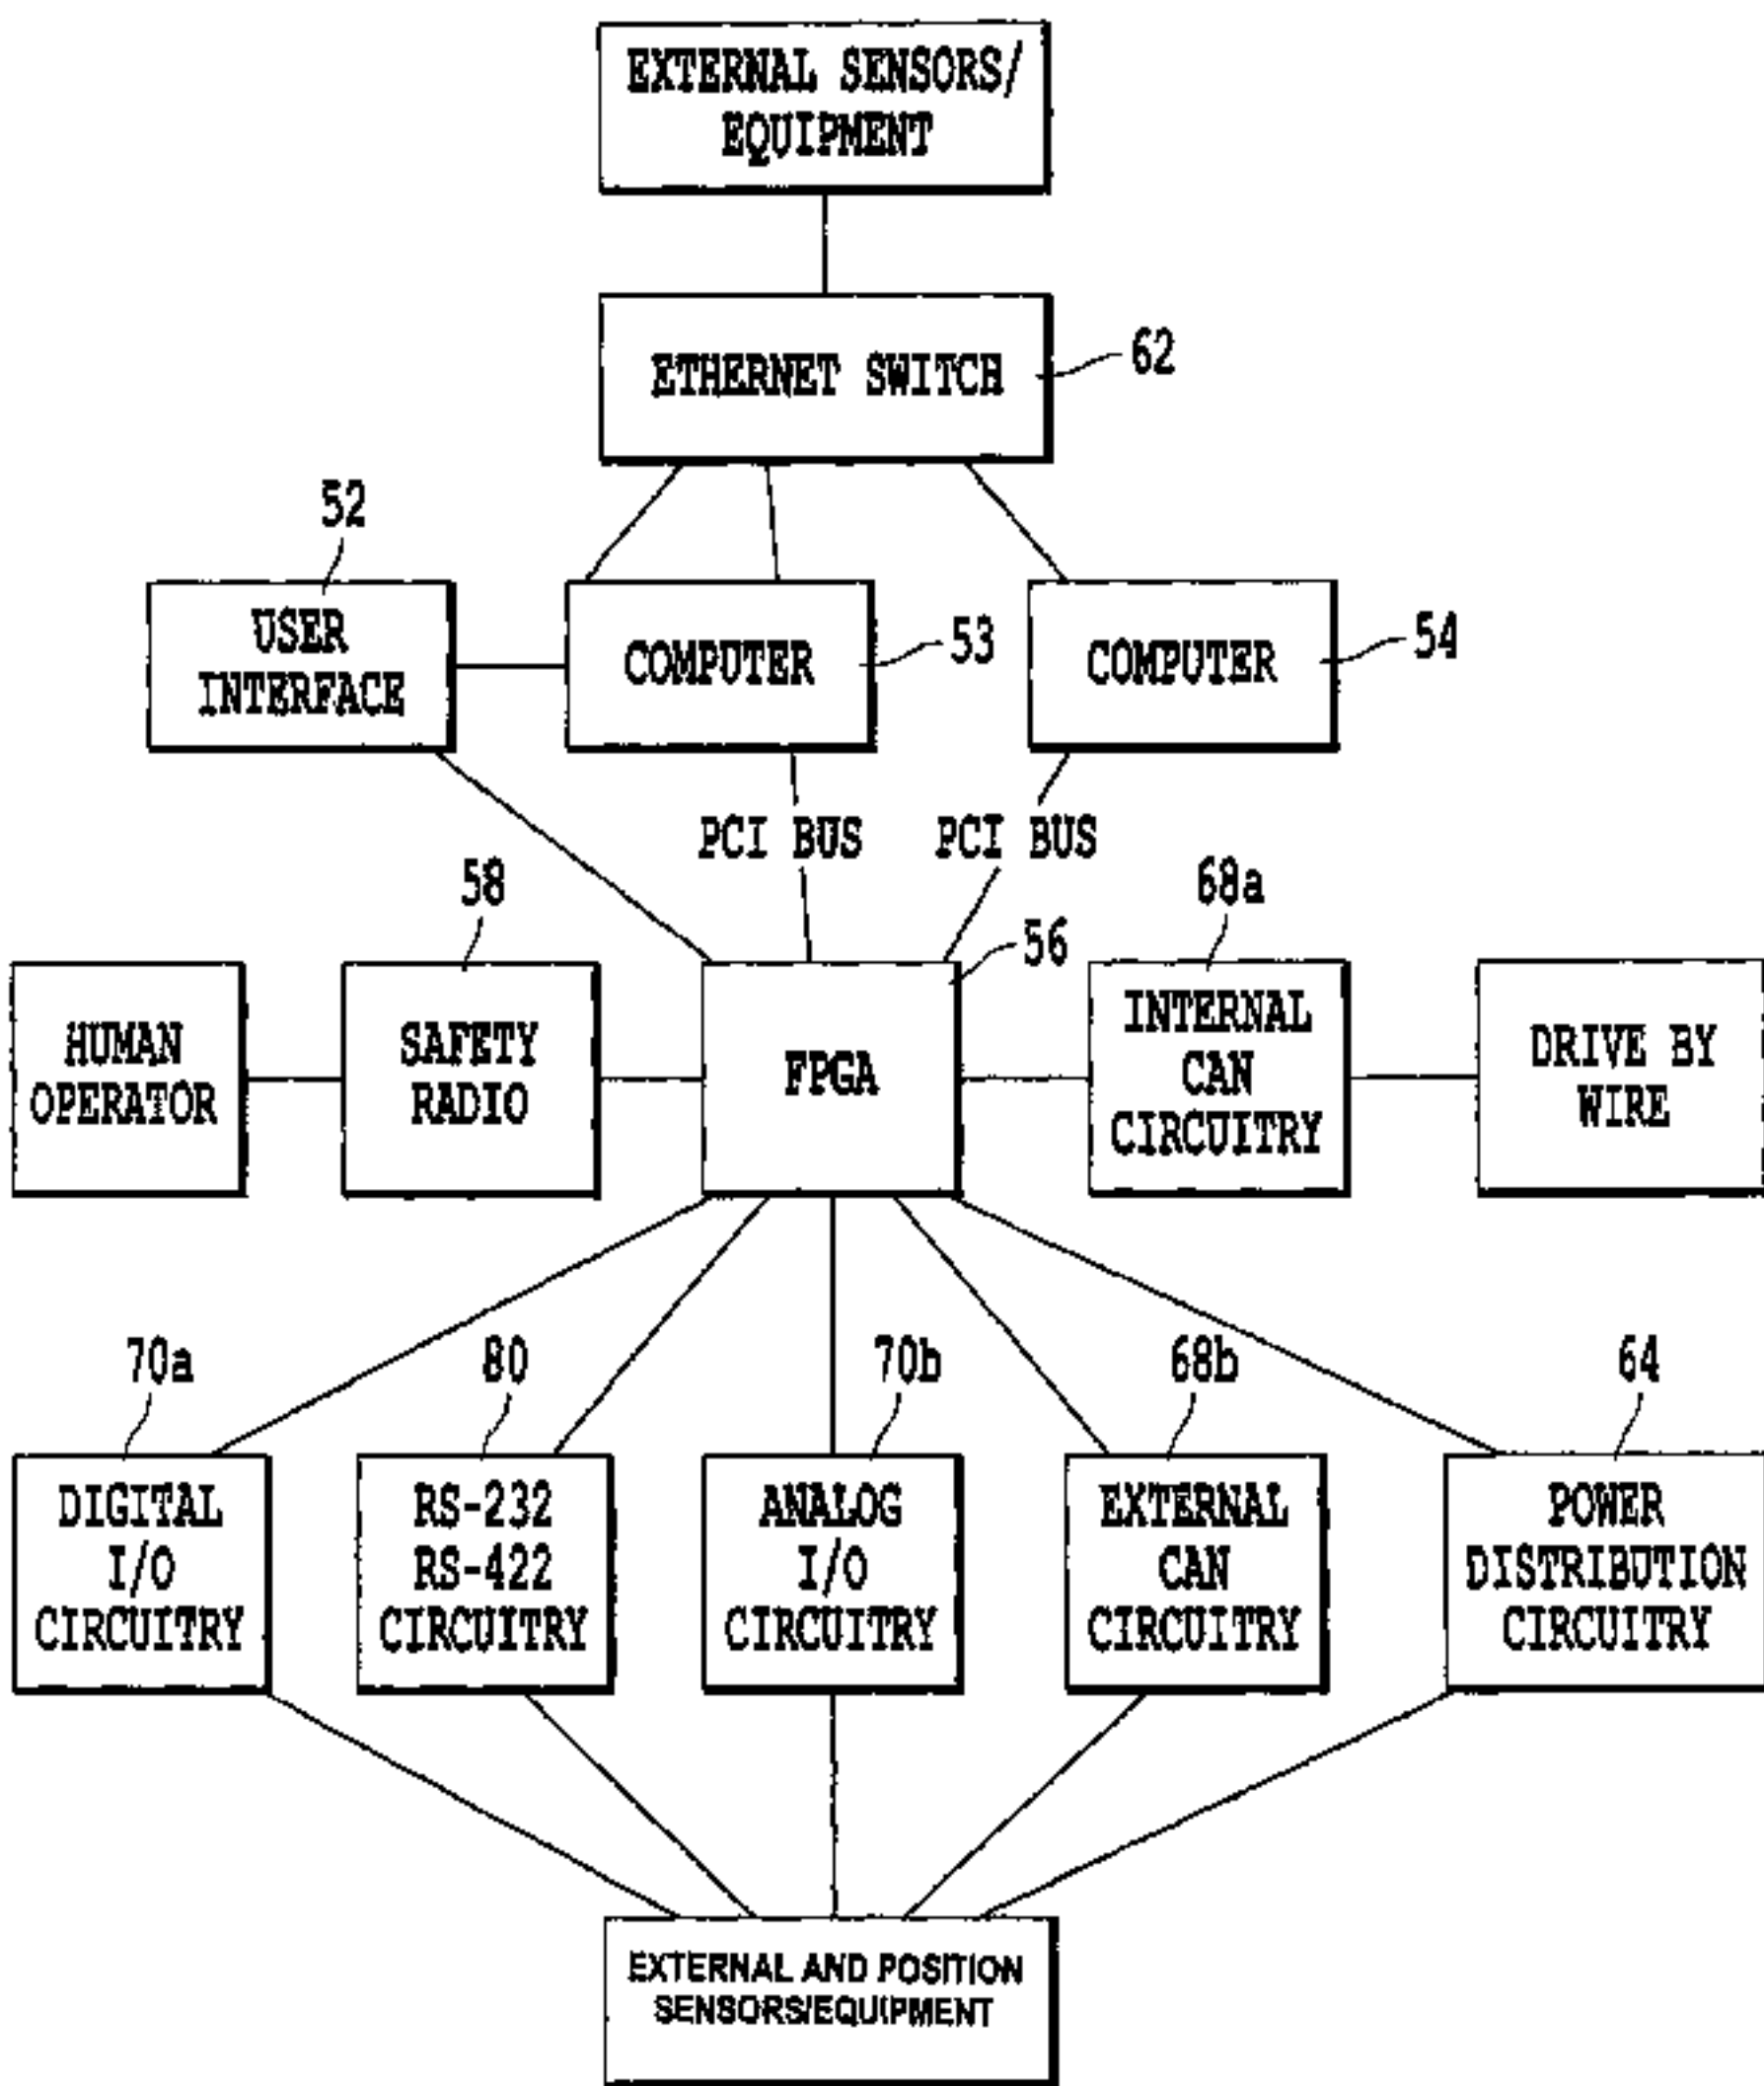 EXTERNAL SENSORS/
EQUIPMENT
ETHERNET SWITCH
62
52
USER
INTERFACE
COMPUTER
53
COMPUTER
54
PCI BUS
PCI BUS
58
56
68a
HUMAN
OPERATOR
SAFETY
RADIO
FPGA
INTERNAL
CAN
CIRCUITRY
DRIVE BY
WIRE
70a
80
70b
68b
64
DIGITAL
I/O
CIRCUITRY
RS-232
RS-422
CIRCUITRY
ANALOG
I/O
CIRCUITRY
EXTERNAL
CAN
CIRCUITRY
POWER
DISTRIBUTION
CIRCUITRY
EXTERNAL AND POSITION
SENSORS/EQUIPMENT